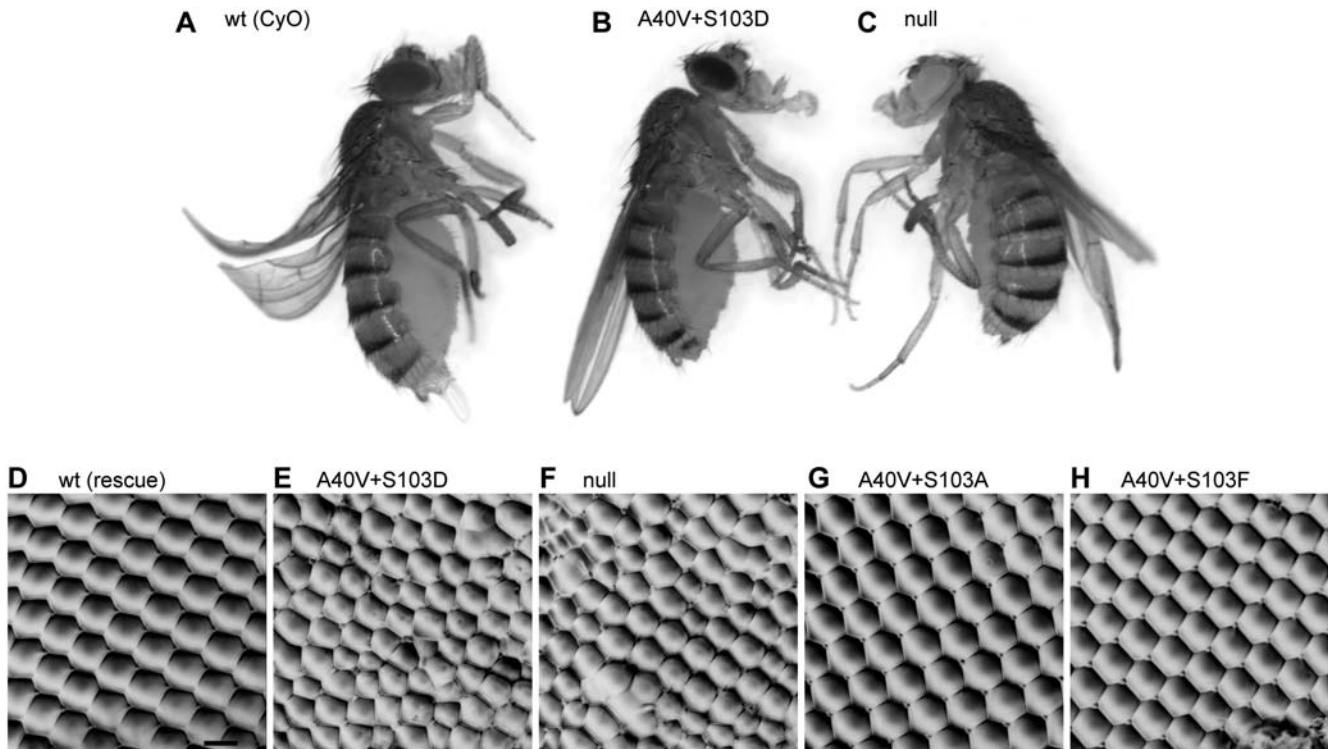 A wt (CyO) B A40V+S103D C null
D wt (rescue) E A40V+S103D F null G A40V+S103A H A40V+S103F